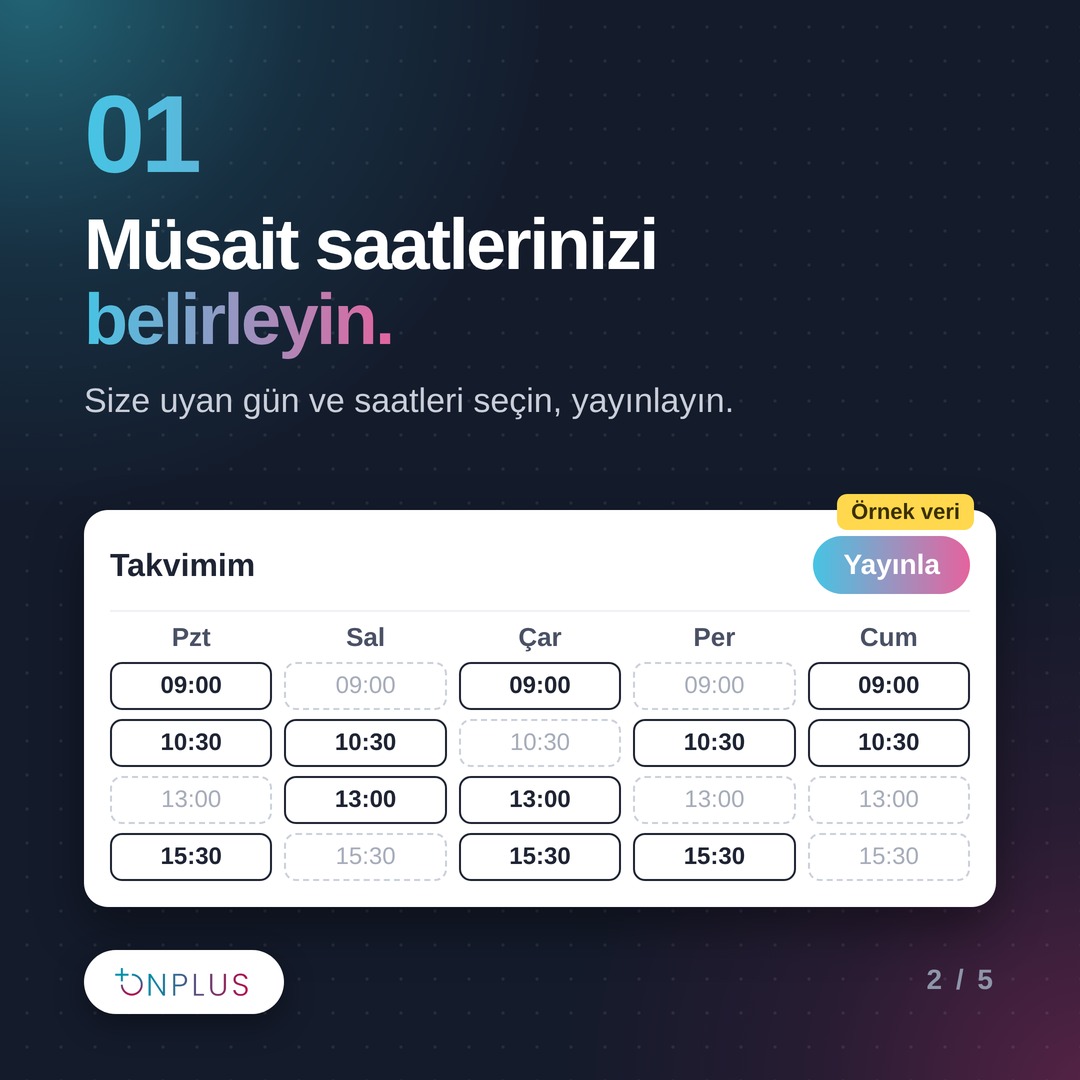 01
Müsait saatlerinizi
belirleyin.
Size uyan gün ve saatleri seçin, yayınlayın.
Örnek veri
Takvimim
Yayınla
Pzt Sal Çar Per Cum
09:00 09:00 09:00 09:00 09:00
10:30 10:30 10:30 10:30 10:30
13:00 13:00 13:00 13:00 13:00
15:30 15:30 15:30 15:30 15:30
ONPLUS
2 / 5